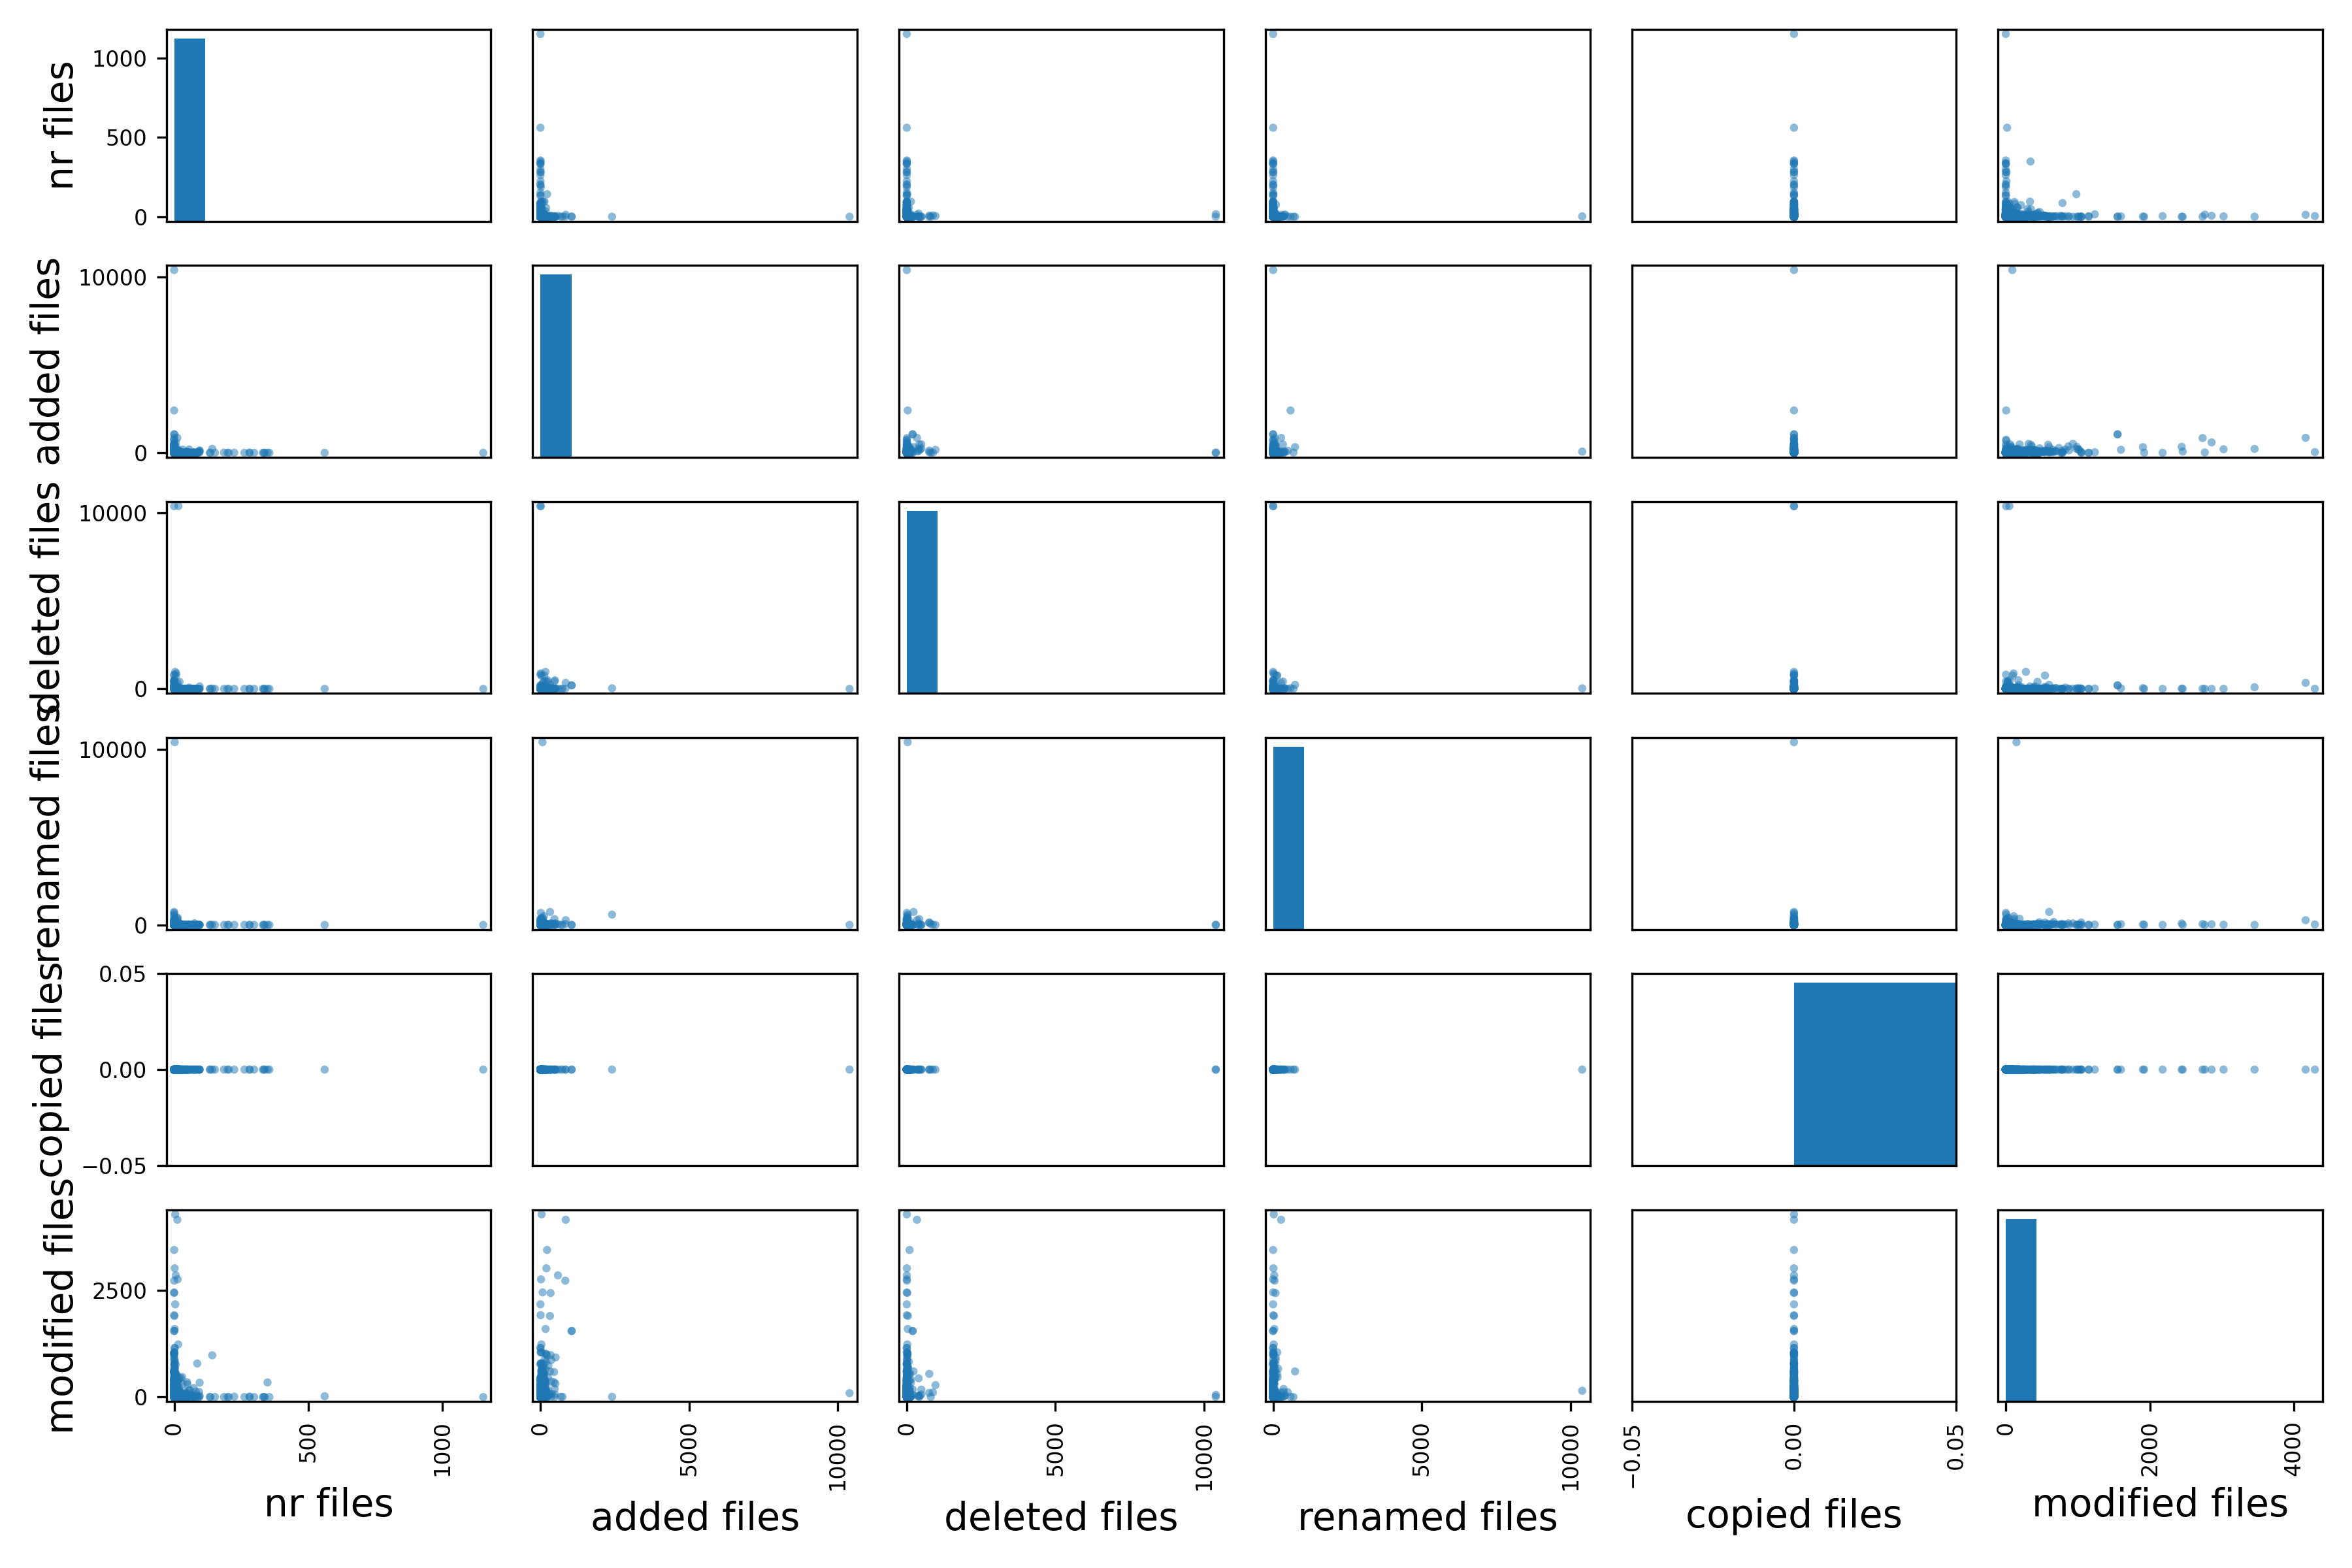 nr files
1000
500
0
added files
10000
0
deleted files
10000
0
renamed files
10000
0
copied files
0.05
0.00
−0.05
modified files
2500
0
0 500 1000 0 5000 10000 0 5000 10000 0 5000 10000 −0.05 0.00 0.05 0 2000 4000
nr files added files deleted files renamed files copied files modified files